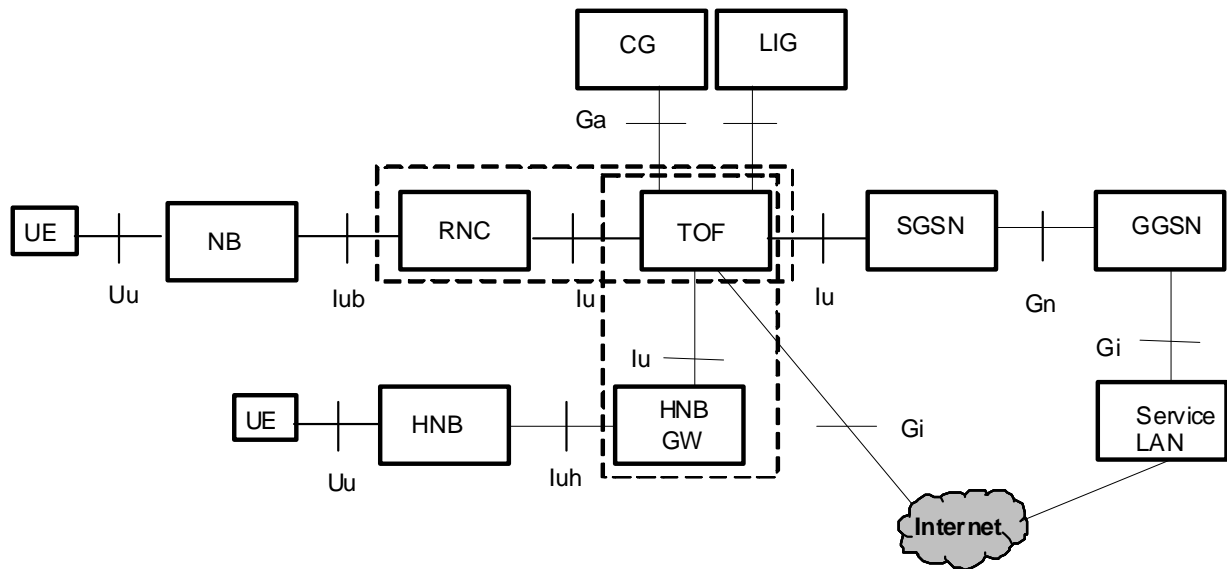 CG
LIG
Ga
UE
NB
RNC
TOF
SGSN
GGSN
Uu
Iub
Iu
Iu
Gn
Iu
Gi
UE
HNB
HNB
GW
Gi
Service
LAN
Uu
Iuh
Internet